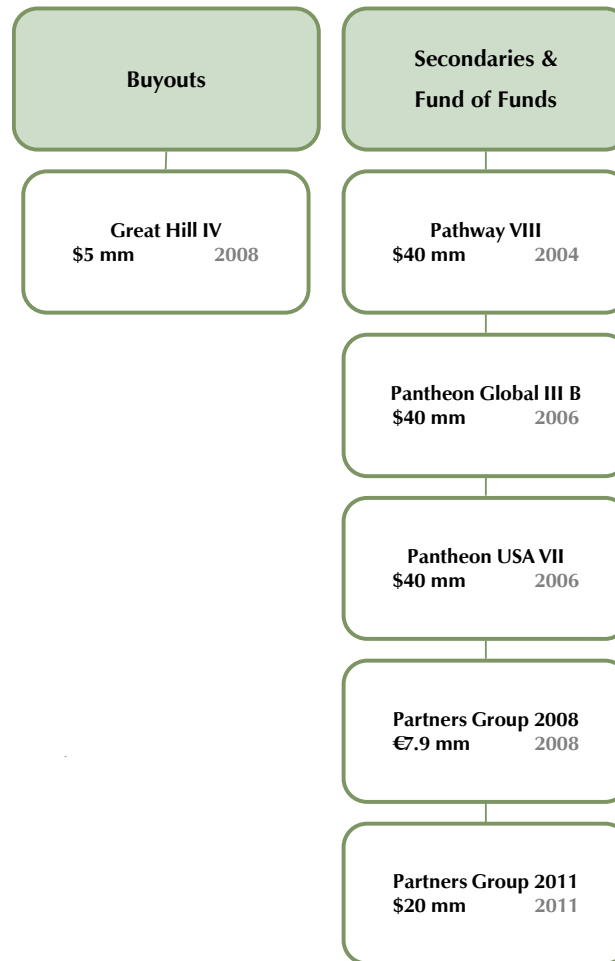 Buyouts
Great Hill IV
$5 mm 2008
Secondaries &
Fund of Funds
Pathway VIII
$40 mm 2004
Pantheon Global III B
$40 mm 2006
Pantheon USA VII
$40 mm 2006
Partners Group 2008
€7.9 mm 2008
Partners Group 2011
$20 mm 2011